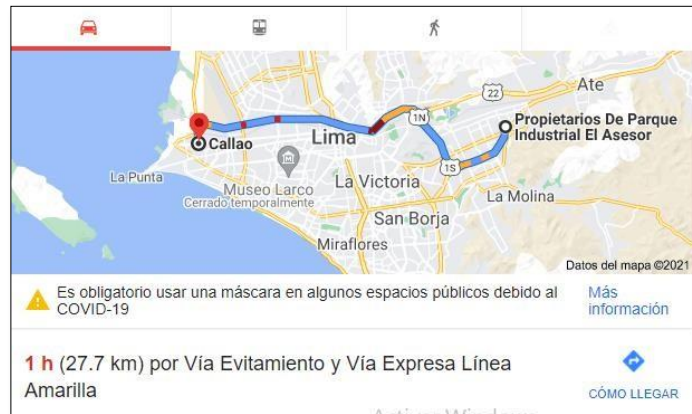 Ate
22
1N
Propietarios De Parque
Industrial El Asesor
Callao
Lima
La Punta
Museo Larco
Cerrado temporalmente
La Victoria
1S
La Molina
San Borja
Miraflores
Datos del mapa ©2021
Es obligatorio usar una máscara en algunos espacios públicos debido al
COVID-19
Más
información
1 h (27.7 km) por Vía Evitamiento y Vía Expresa Línea
Amarilla
CÓMO LLEGAR